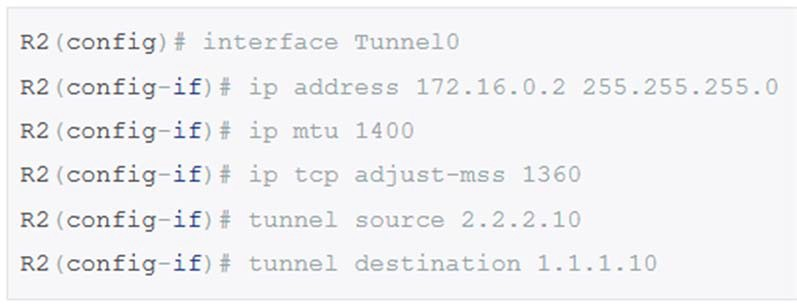 R2(config)# interface Tunnel0
R2(config-if)# ip address 172.16.0.2 255.255.255.0
R2(config-if)# ip mtu 1400
R2(config-if)# ip tcp adjust-mss 1360
R2(config-if)# tunnel source 2.2.2.10
R2(config-if)# tunnel destination 1.1.1.10